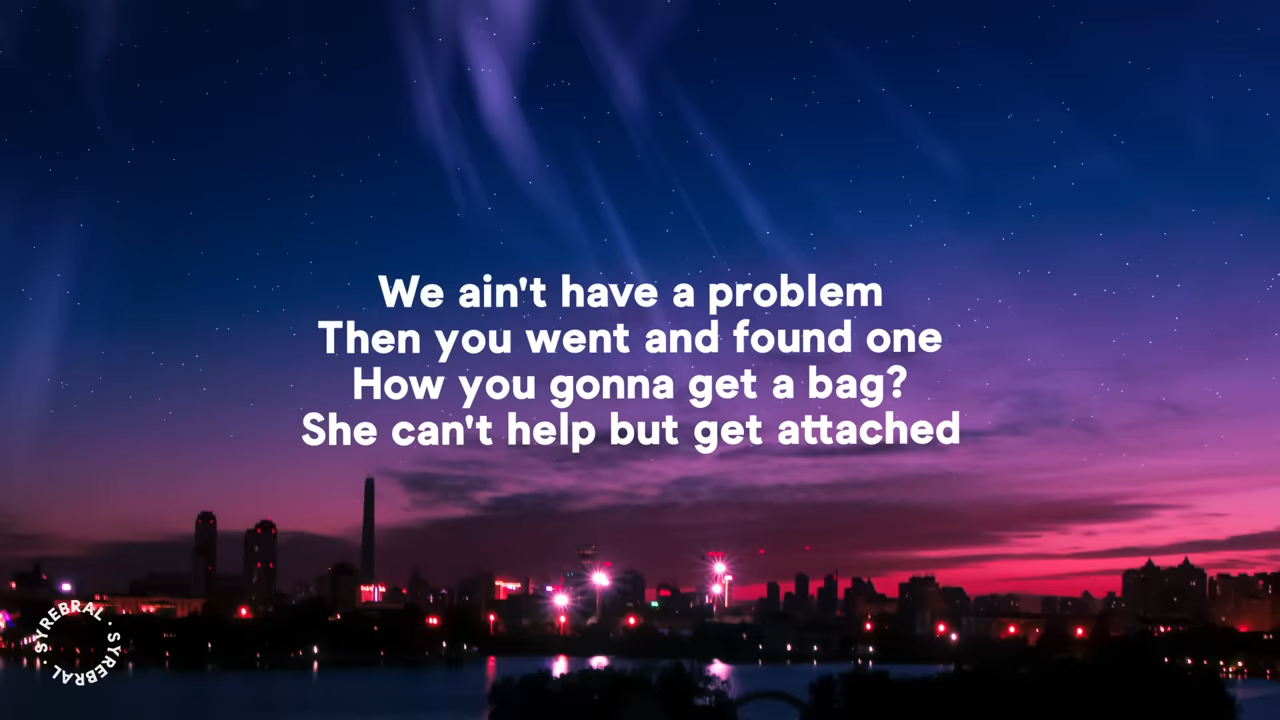 We ain't have a problem
Then you went and found one
How you gonna get a bag?
She can't help but get attached
SYREBRAL · SYREBRAL ·